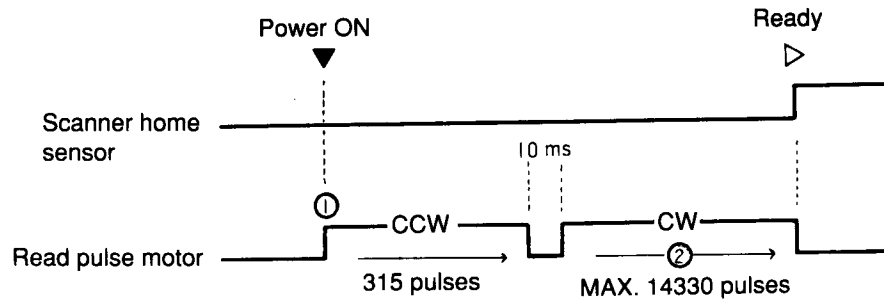 Power ON
Ready
Scanner home
sensor
10 ms
①
Read pulse motor
CCW
315 pulses
CW
②
MAX. 14330 pulses